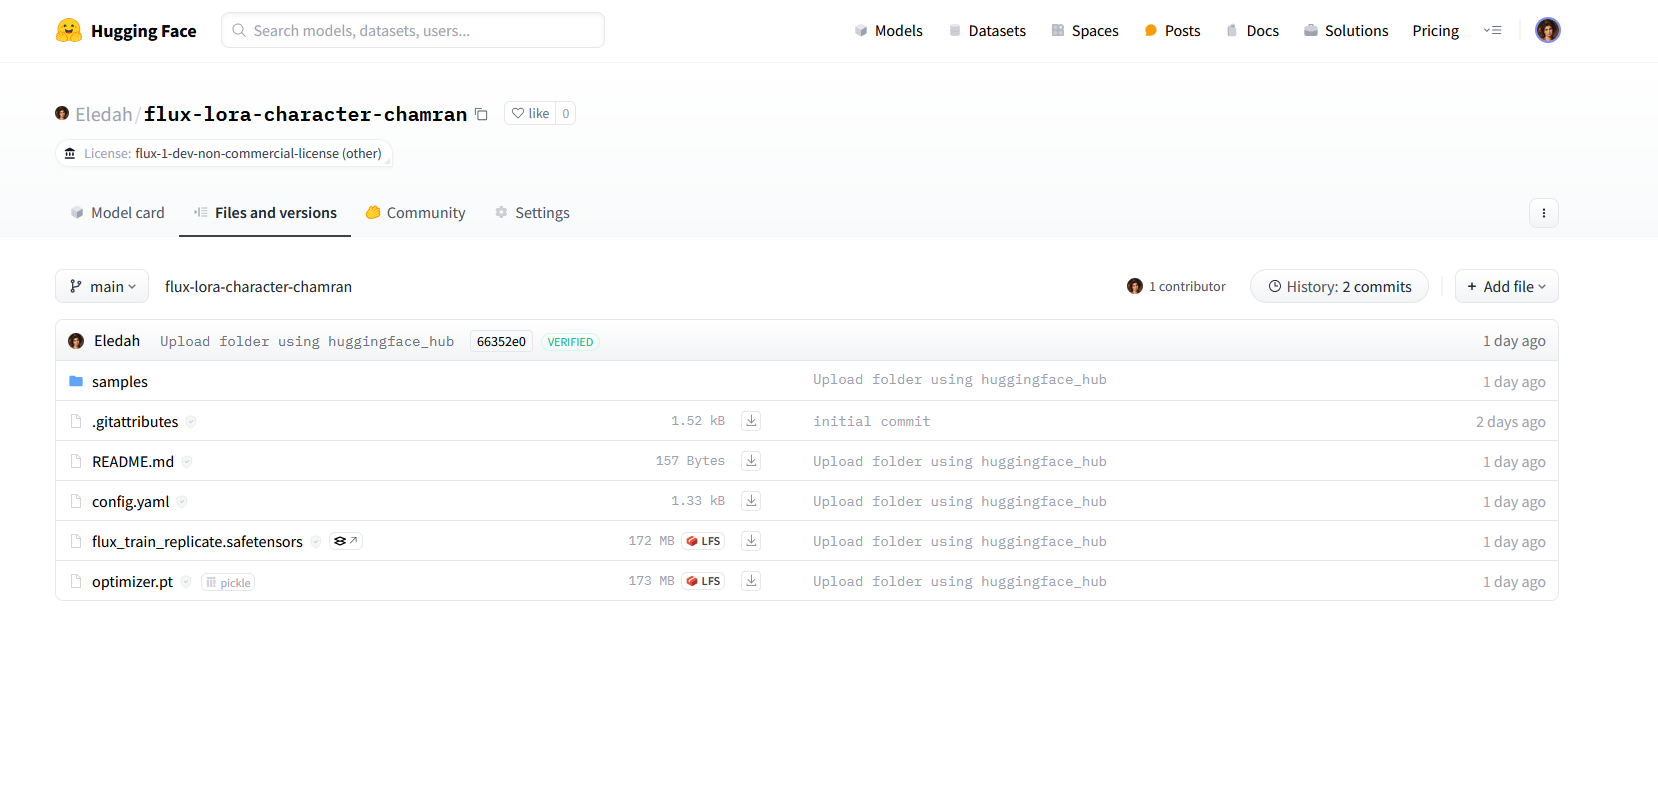 Hugging Face
Search models, datasets, users...
Models
Datasets
Spaces
Posts
Docs
Solutions
Pricing
Eledah/flux-lora-character-chamran
like 0
License: flux-1-dev-non-commercial-license (other)
Model card
Files and versions
Community
Settings
main
flux-lora-character-chamran
1 contributor
History: 2 commits
+ Add file
Eledah Upload folder using huggingface_hub 66352e0 VERIFIED 1 day ago
samples Upload folder using huggingface_hub 1 day ago
.gitattributes 1.52 kB initial commit 2 days ago
README.md 157 Bytes Upload folder using huggingface_hub 1 day ago
config.yaml 1.33 kB Upload folder using huggingface_hub 1 day ago
flux_train_replicate.safetensors 172 MB LFS Upload folder using huggingface_hub 1 day ago
optimizer.pt pickle 173 MB LFS Upload folder using huggingface_hub 1 day ago